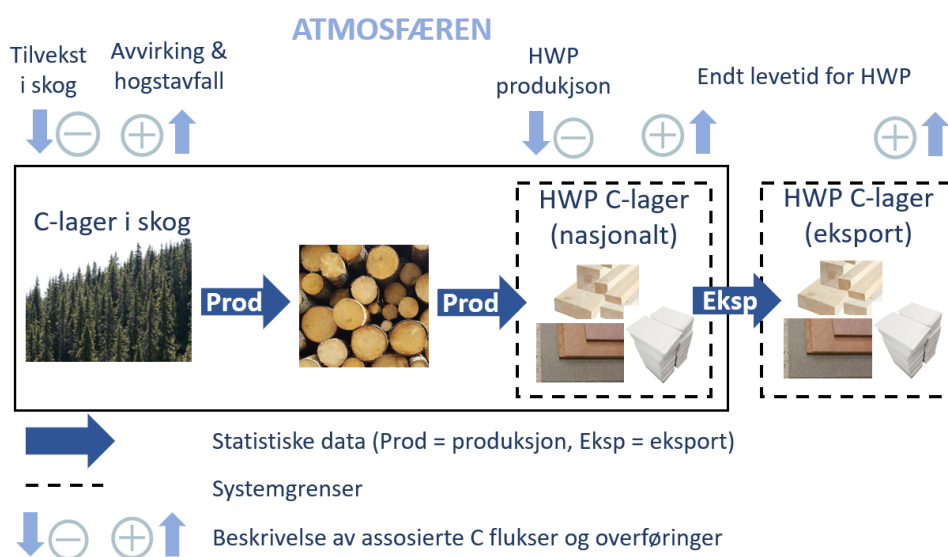 ATMOSFÆREN
Tilvekst
i skog
Avvirking &
hogstavfall
HWP
produkjson
Endt levetid for HWP
C-lager i skog
HWP C-lager
(nasjonalt)
HWP C-lager
(eksport)
Prod
Prod
Eksp
Statistiske data (Prod = produksjon, Eksp = eksport)
Systemgrenser
Beskrivelse av assosierte C flukser og overføringer